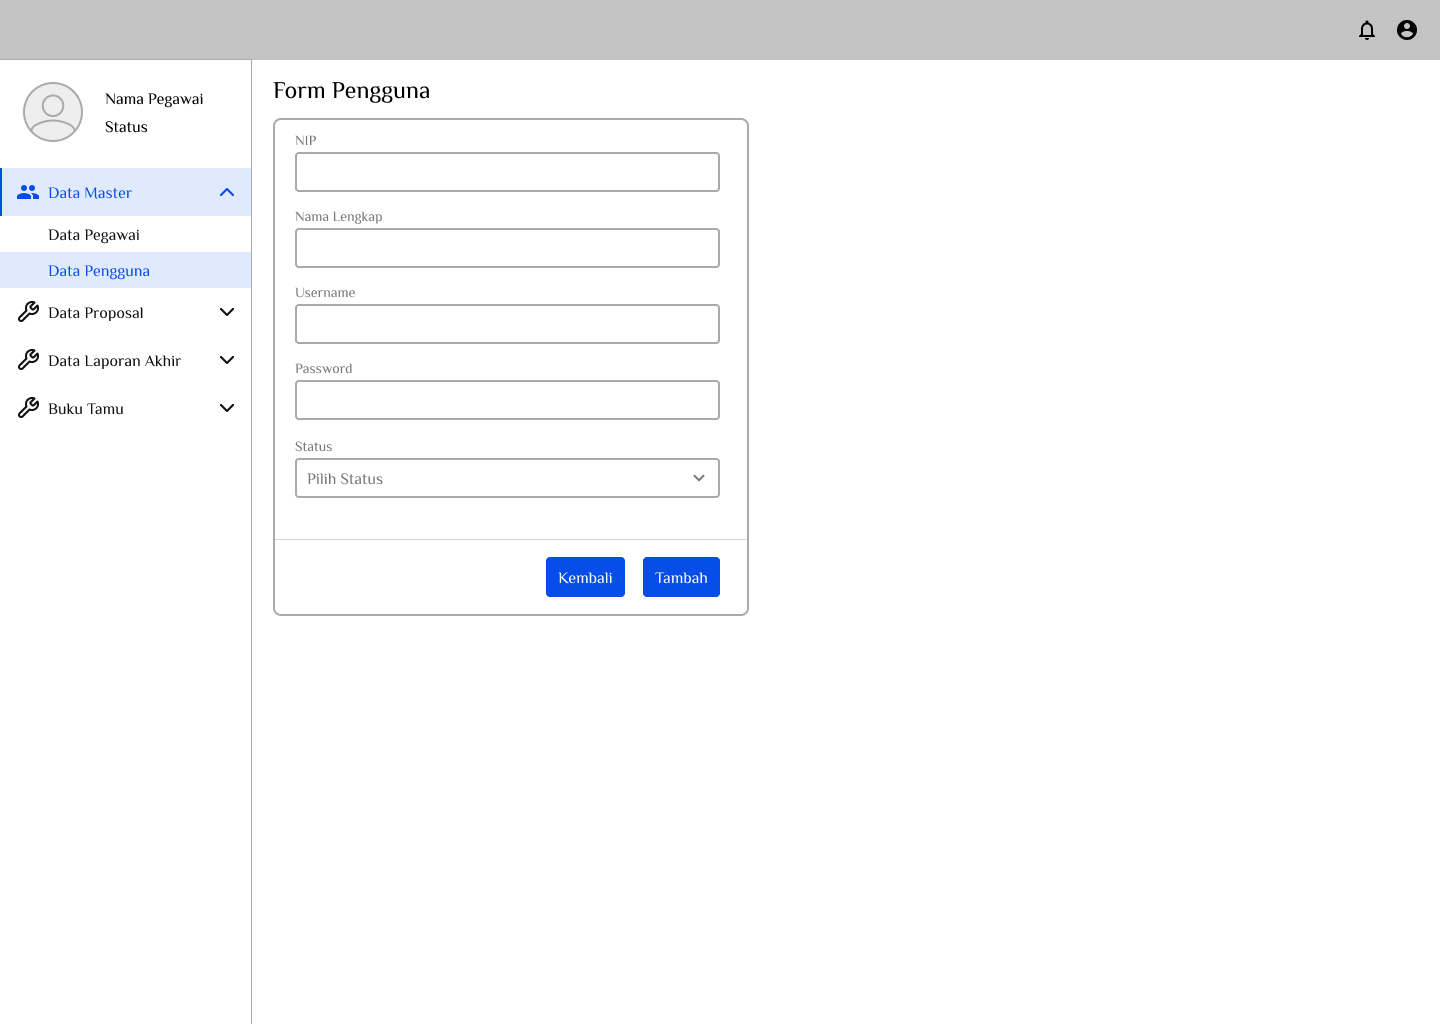 Nama Pegawai
Status
Data Master
Data Pegawai
Data Pengguna
Data Proposal
Data Laporan Akhir
Buku Tamu
Form Pengguna
NIP
Nama Lengkap
Username
Password
Status
Pilih Status
Kembali Tambah